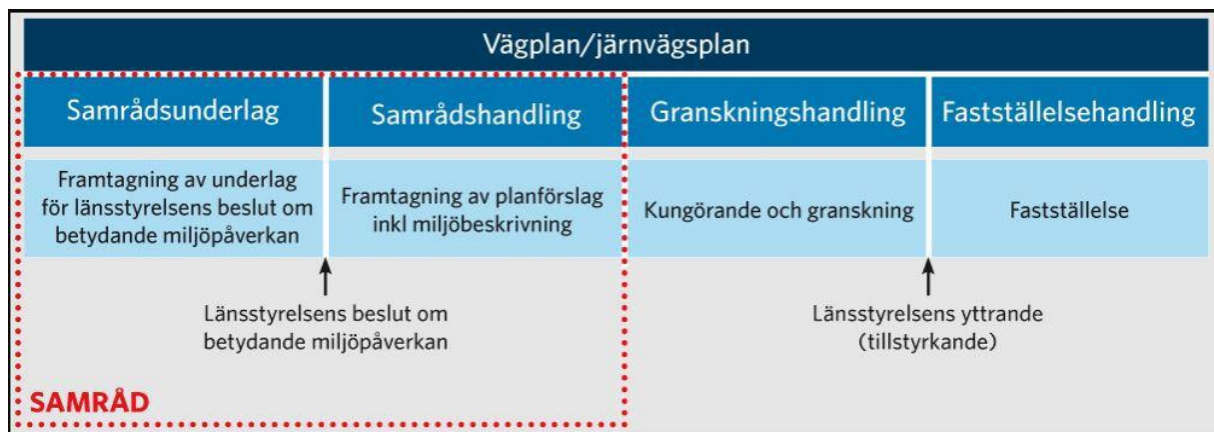 Vägplan/järnvägsplan
Samrådsunderlag
Samrådshandling
Granskningshandling
Fastställelsehandling
Framtagning av underlag
för länsstyrelsens beslut om
betydande miljöpåverkan
Framtagning av planförslag
inkl miljöbeskrivning
Kungörande och granskning
Fastställelse
Länsstyrelsens beslut om
betydande miljöpåverkan
Länsstyrelsens yttrande
(tillstyrkande)
SAMRÅD